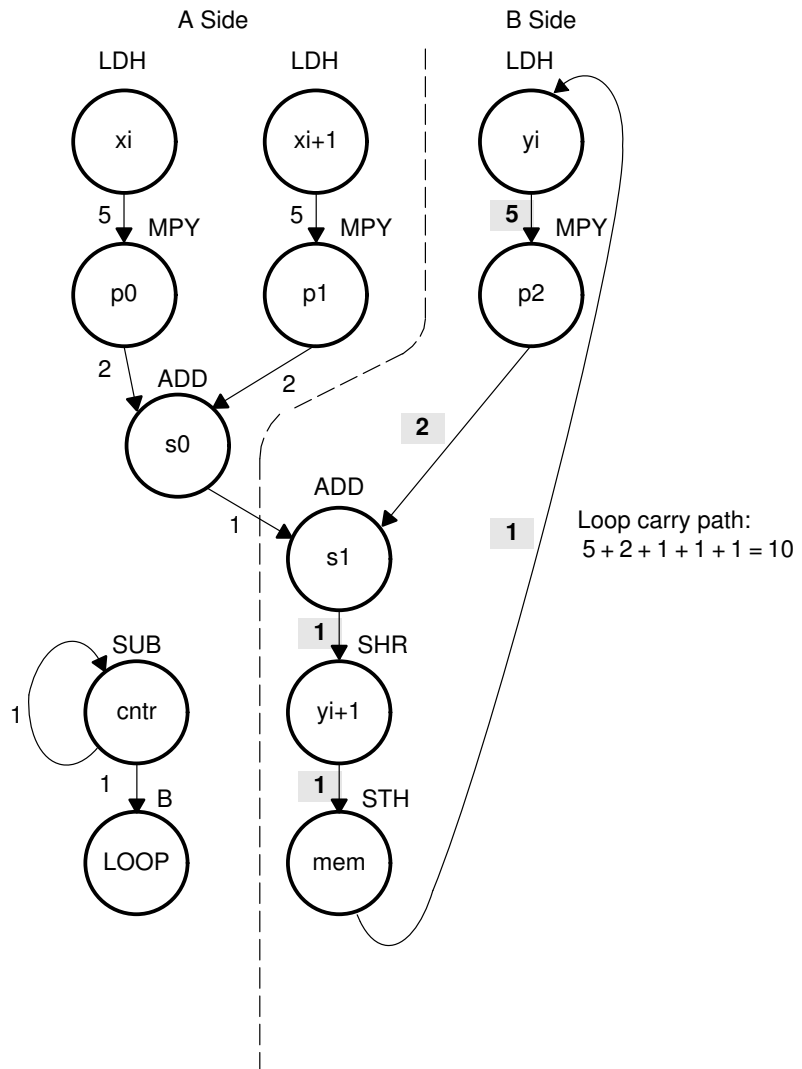 A Side B Side
LDH LDH LDH
xi xi+1 yi
5 MPY 5 MPY 5 MPY
p0 p1 p2
2 ADD 2
s0
2
ADD
1
s1
1
Loop carry path:
5 + 2 + 1 + 1 + 1 = 10
SUB
1 SHR
1 cntr
yi+1
1 B
1 STH
LOOP
mem